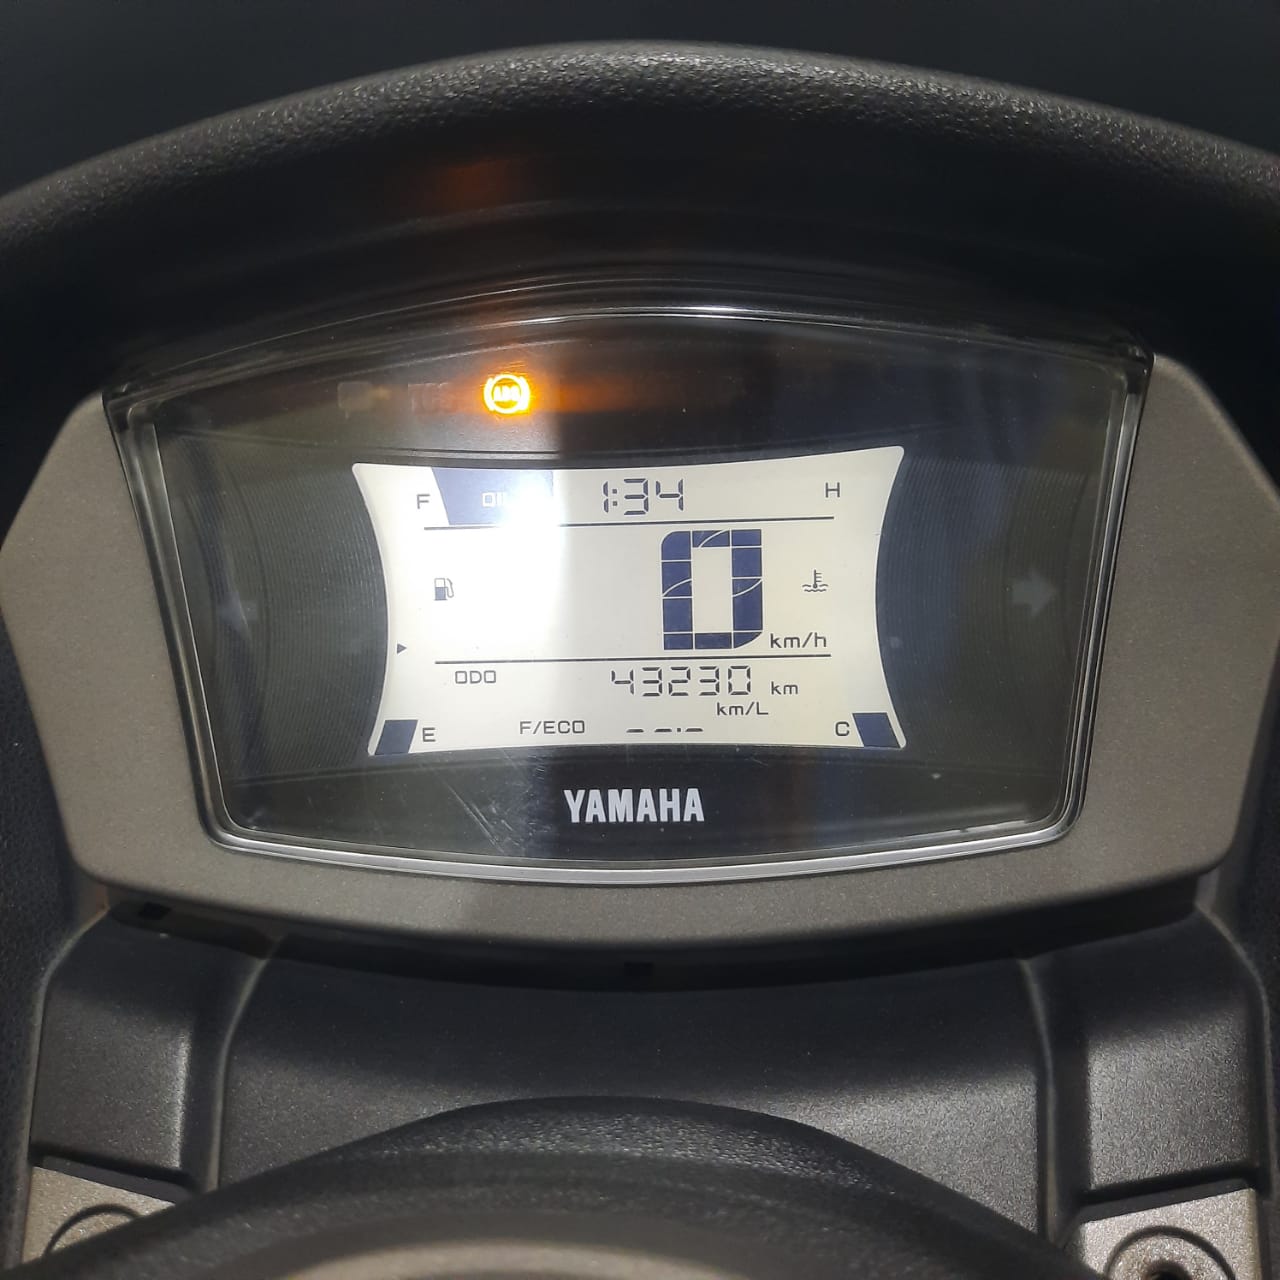 ABS
F
OIL
1:34
H
0
km/h
ODO 43230 km
km/L
E
F/ECO
C
YAMAHA